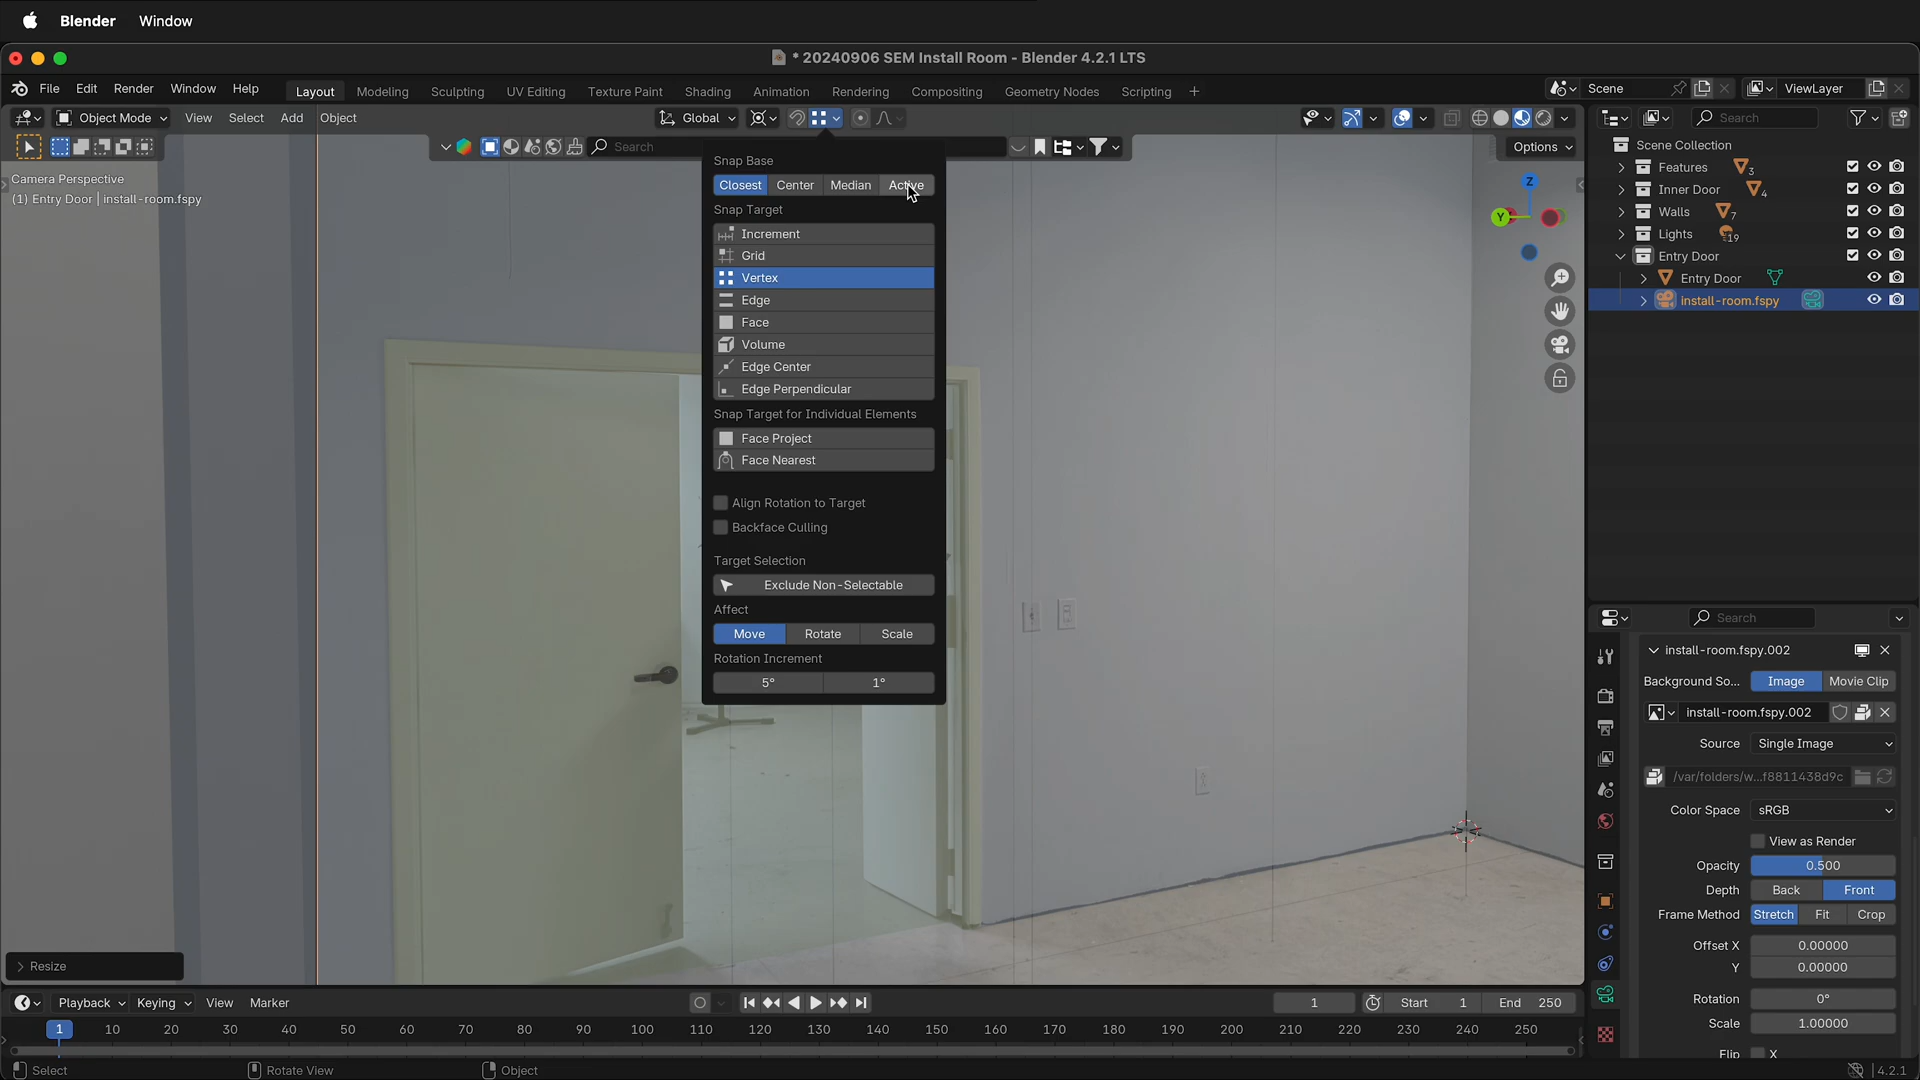 Blender Window
* 20240906 SEM Install Room - Blender 4.2.1 LTS
File Edit Render Window Help Layout Modeling Sculpting UV Editing Texture Paint Shading Animation Rendering Compositing Geometry Nodes Scripting + Scene ViewLayer
Object Mode View Select Add Object Global Search
Search Options
Camera Perspective
(1) Entry Door | install-room.fspy
Snap Base
Closest Center Median Active
Snap Target
Increment
Grid
Vertex
Edge
Face
Volume
Edge Center
Edge Perpendicular
Snap Target for Individual Elements
Face Project
Face Nearest
Align Rotation to Target
Backface Culling
Target Selection
Exclude Non-Selectable
Affect
Move Rotate Scale
Rotation Increment
5° 1°
Z
Y
Scene Collection
Features 3
Inner Door 4
Walls 7
Lights 19
Entry Door
Entry Door
install-room.fspy
Search
install-room.fspy.002
Background So... Image Movie Clip
install-room.fspy.002
Source Single Image
/var/folders/w...f8811438d9c
Color Space sRGB
View as Render
Opacity 0.500
Depth Back Front
Frame Method Stretch Fit Crop
Offset X 0.00000
Y 0.00000
Rotation 0°
Scale 1.00000
Flip X
Resize
Playback Keying View Marker 1 Start 1 End 250
1 10 20 30 40 50 60 70 80 90 100 110 120 130 140 150 160 170 180 190 200 210 220 230 240 250
Select Rotate View Object 4.2.1